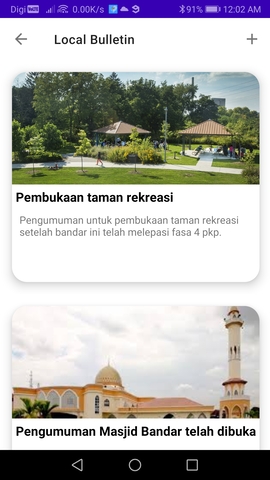 Digi 0.00K/s 91% 12:02 AM
Local Bulletin
Pembukaan taman rekreasi
Pengumuman untuk pembukaan taman rekreasi
setelah bandar ini telah melepasi fasa 4 pkp.
Pengumuman Masjid Bandar telah dibuka